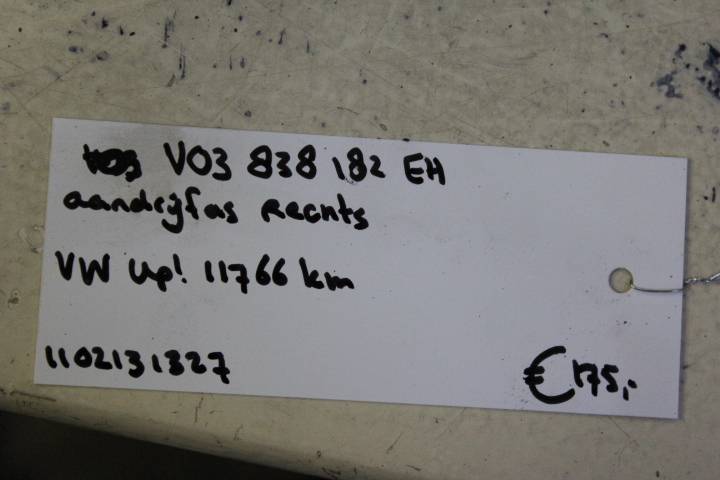 V03 838 182 EH
aandrijfas Rechts
VW up! 11766 km
1102131327
€175,-